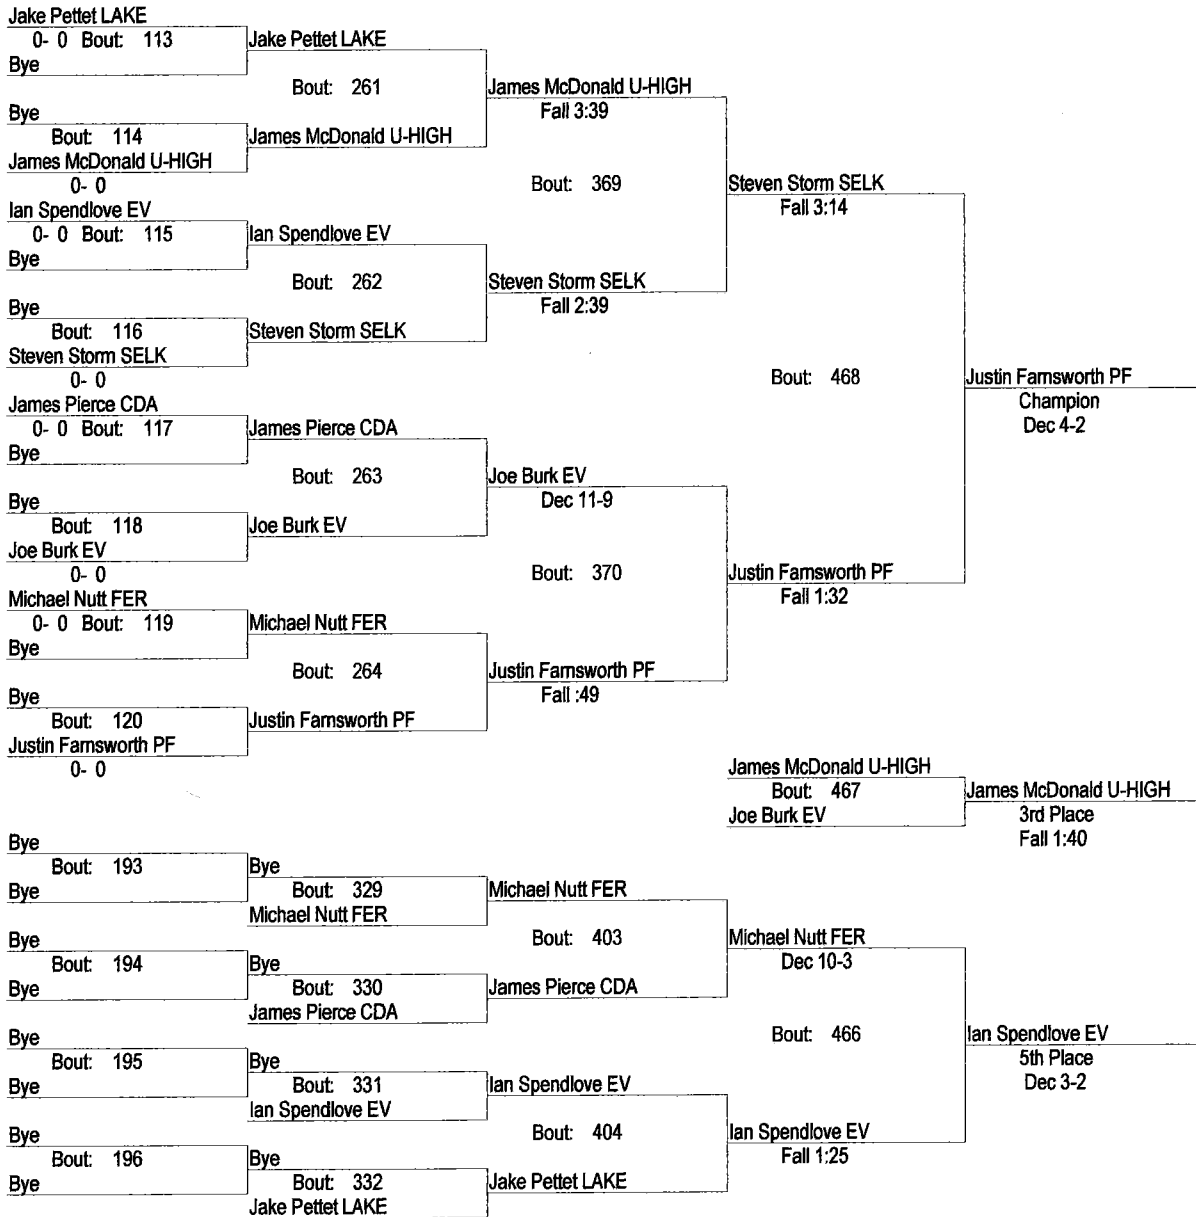 Jake Pettet LAKE
0- 0 Bout: 113
Jake Pettet LAKE
Bye
Bout: 261
James McDonald U-HIGH
Bye
Fall 3:39
Bout: 114
James McDonald U-HIGH
James McDonald U-HIGH
0- 0
Bout: 369
Steven Storm SELK
Ian Spendlove EV
Fall 3:14
0- 0 Bout: 115
Ian Spendlove EV
Bye
Bout: 262
Steven Storm SELK
Bye
Fall 2:39
Bout: 116
Steven Storm SELK
Steven Storm SELK
0- 0
Bout: 468
Justin Farnsworth PF
James Pierce CDA
Champion
0- 0 Bout: 117
James Pierce CDA
Dec 4-2
Bye
Bout: 263
Joe Burk EV
Bye
Dec 11-9
Bout: 118
Joe Burk EV
Joe Burk EV
0- 0
Bout: 370
Justin Farnsworth PF
Michael Nutt FER
Fall 1:32
0- 0 Bout: 119
Michael Nutt FER
Bye
Bout: 264
Justin Farnsworth PF
Bye
Fall :49
Bout: 120
Justin Farnsworth PF
Justin Farnsworth PF
0- 0
James McDonald U-HIGH
Bout: 467
James McDonald U-HIGH
Joe Burk EV
3rd Place
Fall 1:40
Bye
Bout: 193
Bye
Bye
Bout: 329
Michael Nutt FER
Michael Nutt FER
Bye
Bout: 403
Michael Nutt FER
Bout: 194
Bye
Dec 10-3
Bye
Bout: 330
James Pierce CDA
James Pierce CDA
Bye
Bout: 466
Ian Spendlove EV
Bout: 195
Bye
5th Place
Bye
Bout: 331
Ian Spendlove EV
Dec 3-2
Ian Spendlove EV
Bye
Bout: 404
Ian Spendlove EV
Bout: 196
Bye
Fall 1:25
Bye
Bout: 332
Jake Pettet LAKE
Jake Pettet LAKE